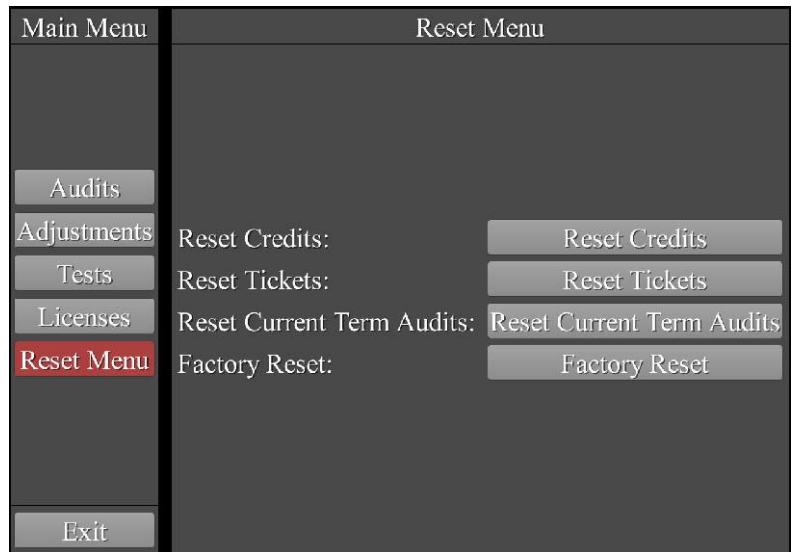 Main Menu
Audits
Adjustments
Tests
Licenses
Reset Menu
Exit
Reset Menu
Reset Credits: Reset Credits
Reset Tickets: Reset Tickets
Reset Current Term Audits: Reset Current Term Audits
Factory Reset: Factory Reset